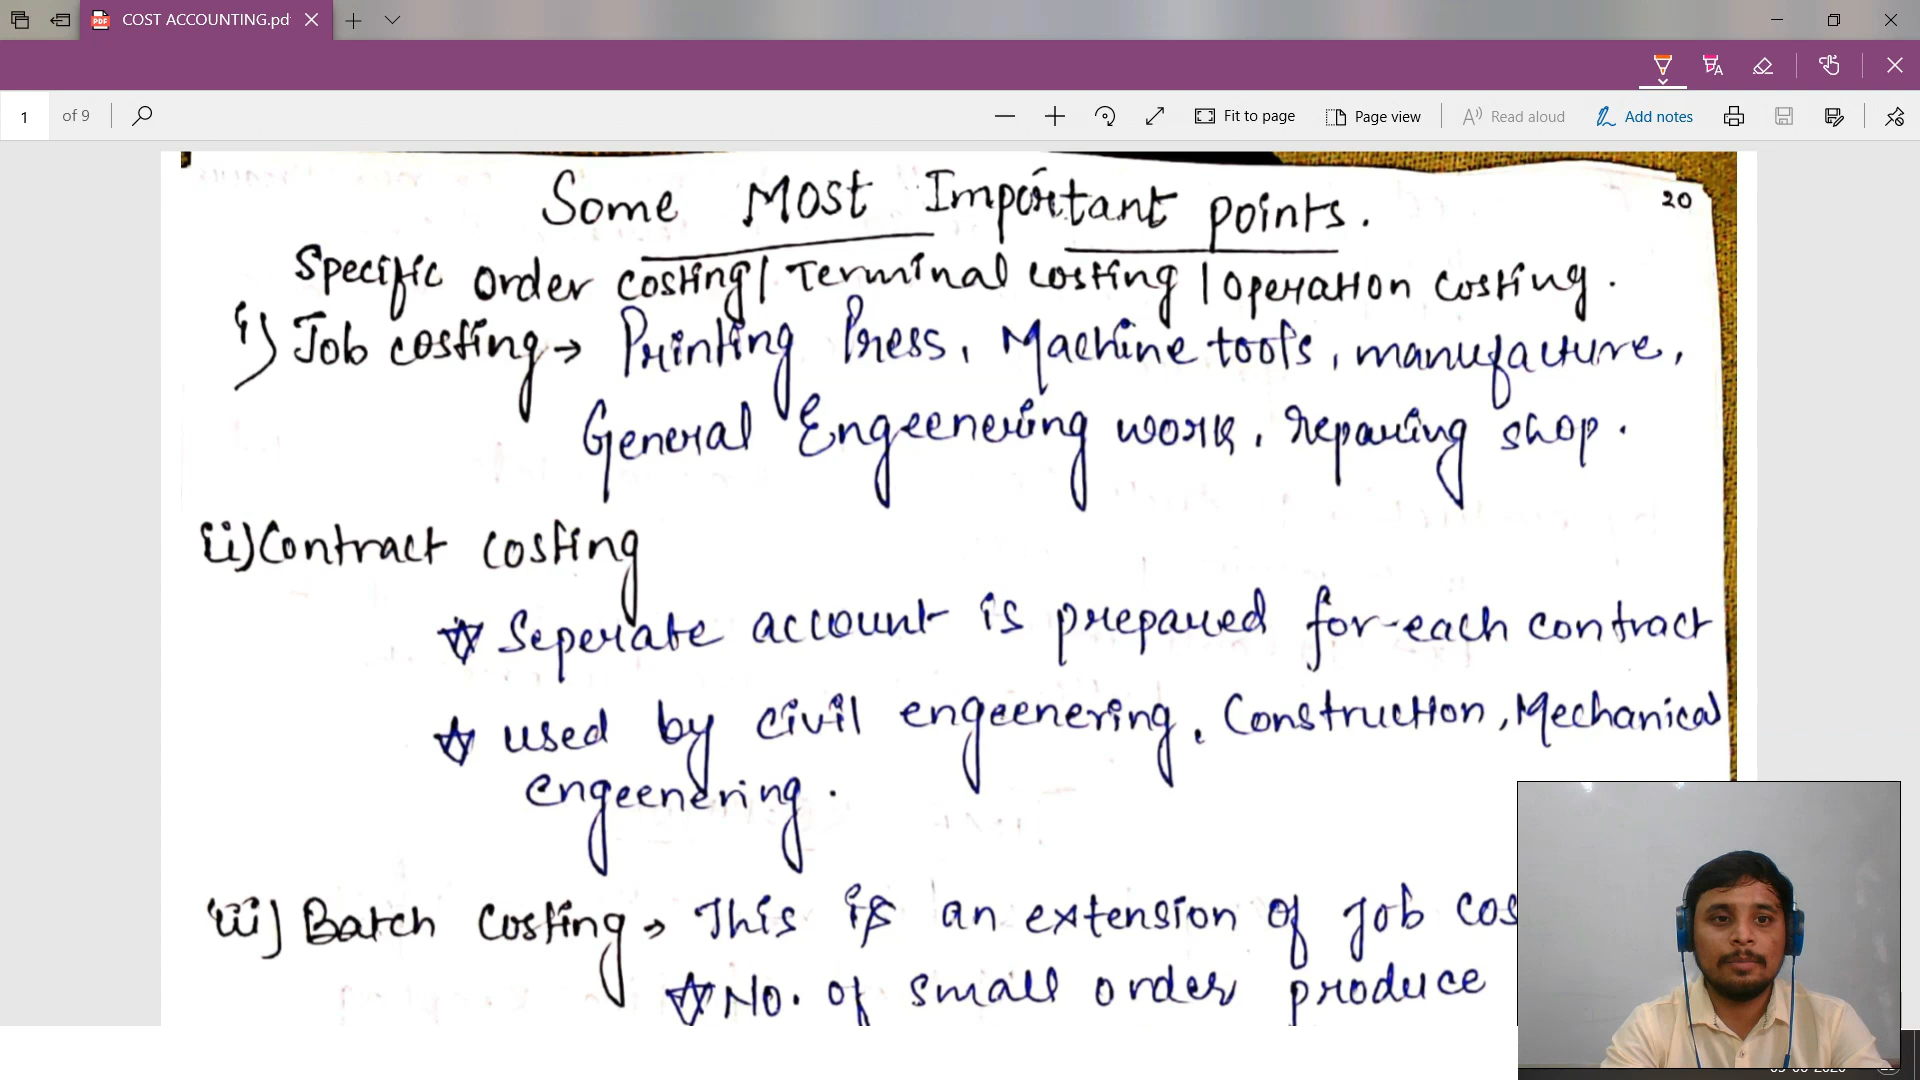 COST ACCOUNTING.pd
1 of 9
Fit to page
Page view
Read aloud
Add notes
20
Some Most Important points.
Specific order costing/ Terminal costing / operation costing.
i) Job costing → Printing Press, Machine tools, manufacture,
General Engeenering work, repairing shop.
ii) Contract costing
☆ Seperate account is prepared for each contract
☆ used by civil engeenering, Construction, Mechanical
engeenering.
iii) Batch costing → This is an extension of Job cos
☆ No. of small order produce